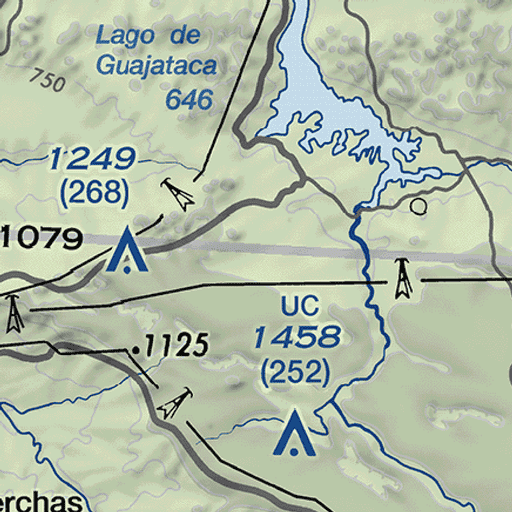 Lago de
Guajataca
646
750
1249
(268)
1079
UC
1458
(252)
1125
erchas